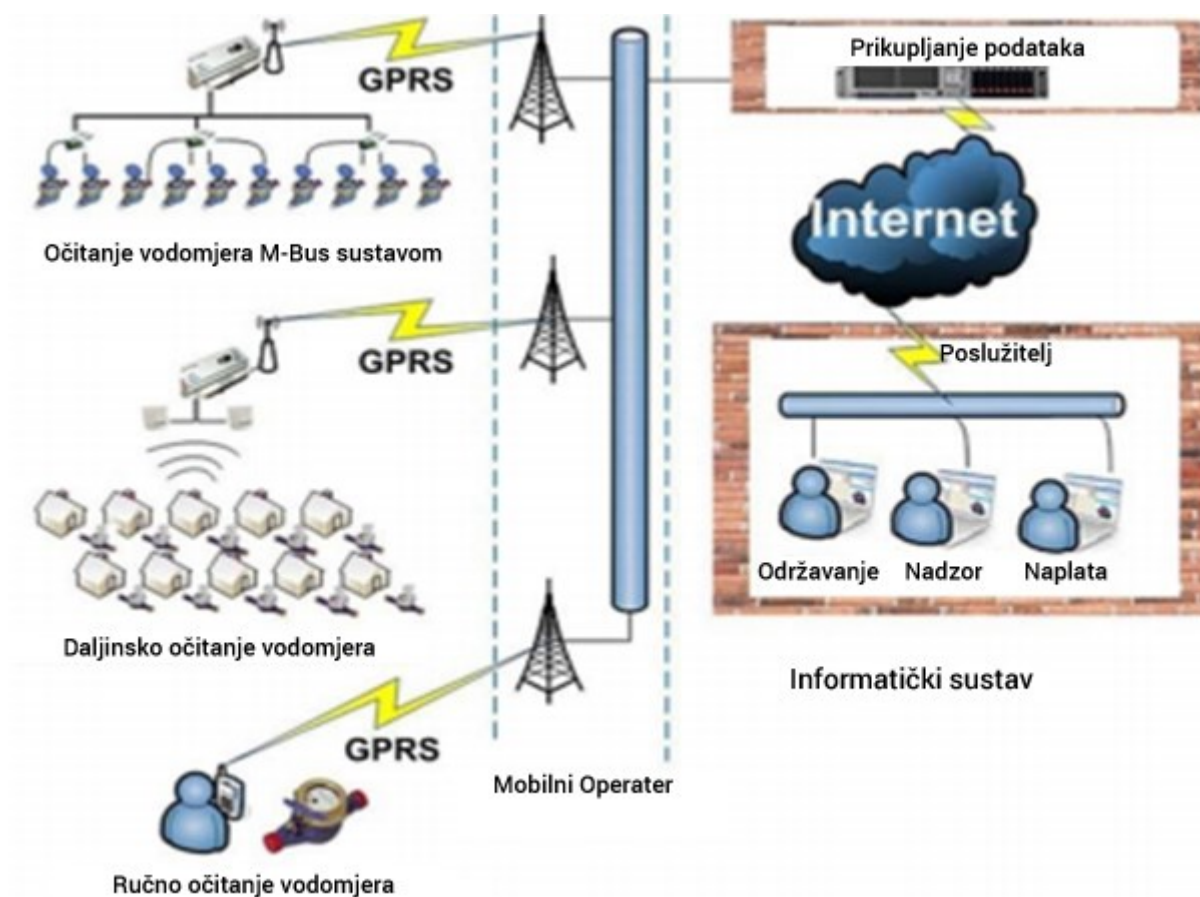 GPRS
Prikupljanje podataka
Internet
Očitanje vodomjera M-Bus sustavom
GPRS
Poslužitelj
Održavanje
Nadzor
Naplata
Daljinsko očitanje vodomjera
Informatički sustav
GPRS
Mobilni Operater
Ručno očitanje vodomjera